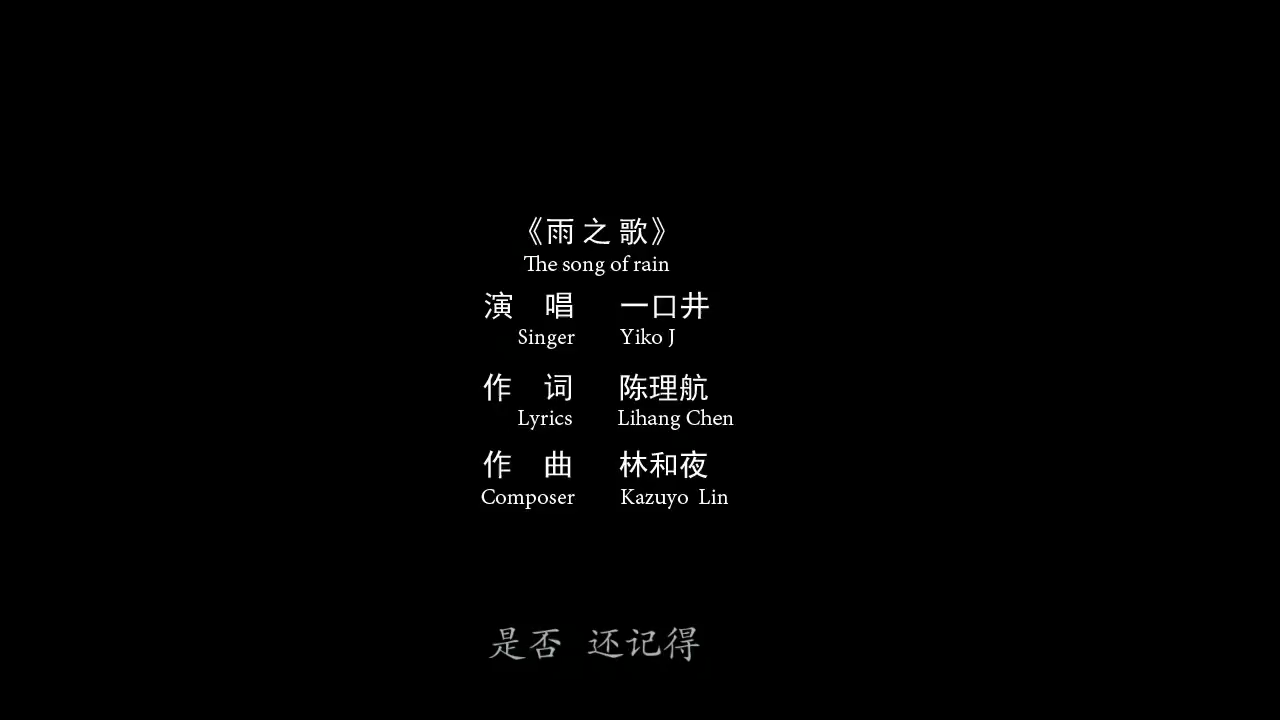 《雨之歌》
The song of rain
演 唱 一口井
Singer Yiko J
作 词 陈理航
Lyrics Lihang Chen
作 曲 林和夜
Composer Kazuyo Lin
是否 还记得